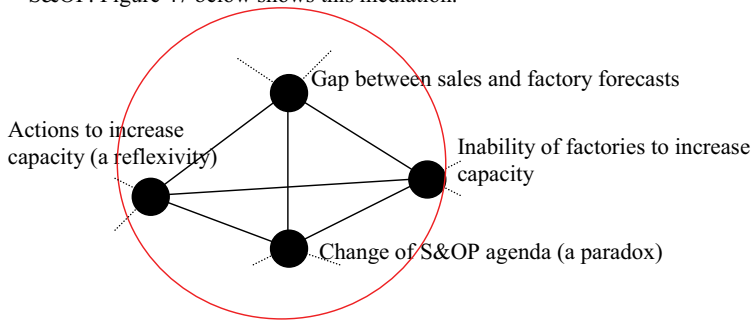 S&OP. Figure 47 below shows this mediation.
Gap between sales and factory forecasts
Actions to increase
capacity (a reflexivity)
Inability of factories to increase
capacity
Change of S&OP agenda (a paradox)